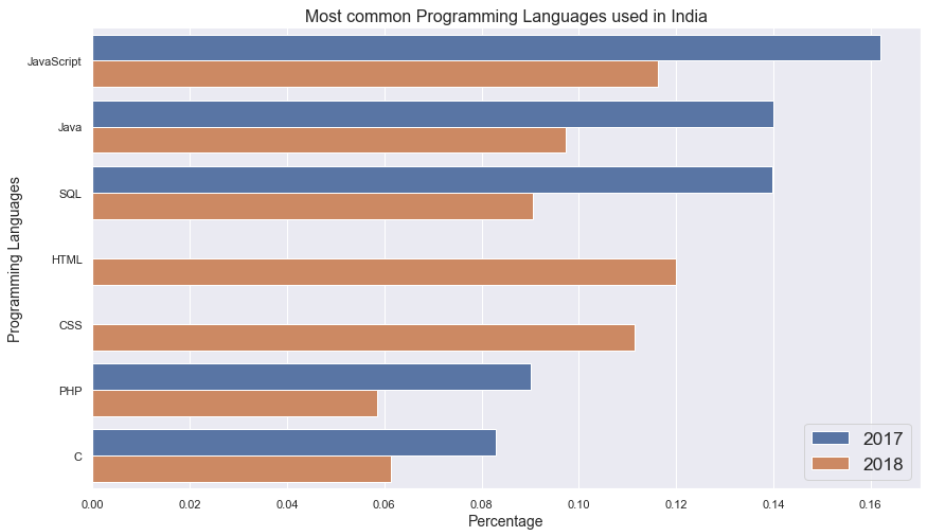 Most common Programming Languages used in India
Programming Languages
JavaScript
Java
SQL
HTML
CSS
PHP
C
2017
2018
0.00 0.02 0.04 0.06 0.08 0.10 0.12 0.14 0.16
Percentage